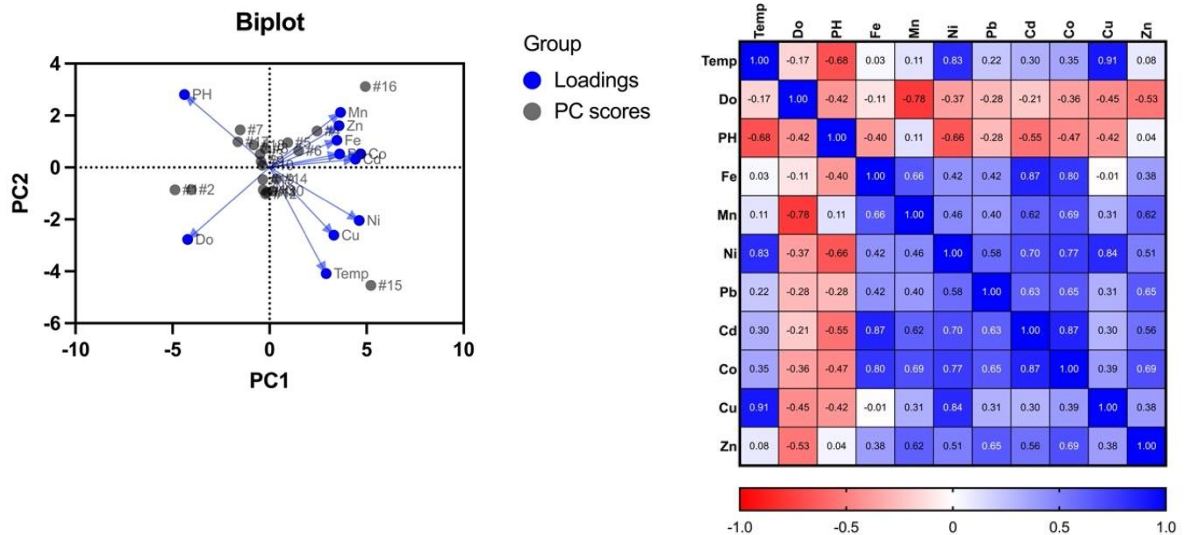 Biplot
Group
Loadings
PC scores
4
2
0
-2
-4
-6
PC2
-10
-5
0
5
10
PC1
PH
#16
Mn
Zn
Fe
Co
Cd
#7
#6
#2
Do
Ni
Cu
Temp
#15
Temp Do PH Fe Mn Ni Pb Cd Co Cu Zn
Temp 1.00 -0.17 -0.68 0.03 0.11 0.83 0.22 0.30 0.35 0.91 0.08
Do -0.17 1.00 -0.42 -0.11 -0.78 -0.37 -0.28 -0.21 -0.36 -0.45 -0.53
PH -0.68 -0.42 1.00 -0.40 0.11 -0.66 -0.28 -0.55 -0.47 -0.42 0.04
Fe 0.03 -0.11 -0.40 1.00 0.66 0.42 0.42 0.87 0.80 -0.01 0.38
Mn 0.11 -0.78 0.11 0.66 1.00 0.46 0.40 0.62 0.69 0.31 0.62
Ni 0.83 -0.37 -0.66 0.42 0.46 1.00 0.58 0.70 0.77 0.84 0.51
Pb 0.22 -0.28 -0.28 0.42 0.40 0.58 1.00 0.63 0.65 0.31 0.65
Cd 0.30 -0.21 -0.55 0.87 0.62 0.70 0.63 1.00 0.87 0.30 0.56
Co 0.35 -0.36 -0.47 0.80 0.69 0.77 0.65 0.87 1.00 0.39 0.69
Cu 0.91 -0.45 -0.42 -0.01 0.31 0.84 0.31 0.30 0.39 1.00 0.38
Zn 0.08 -0.53 0.04 0.38 0.62 0.51 0.65 0.56 0.69 0.38 1.00
-1.0 -0.5 0 0.5 1.0